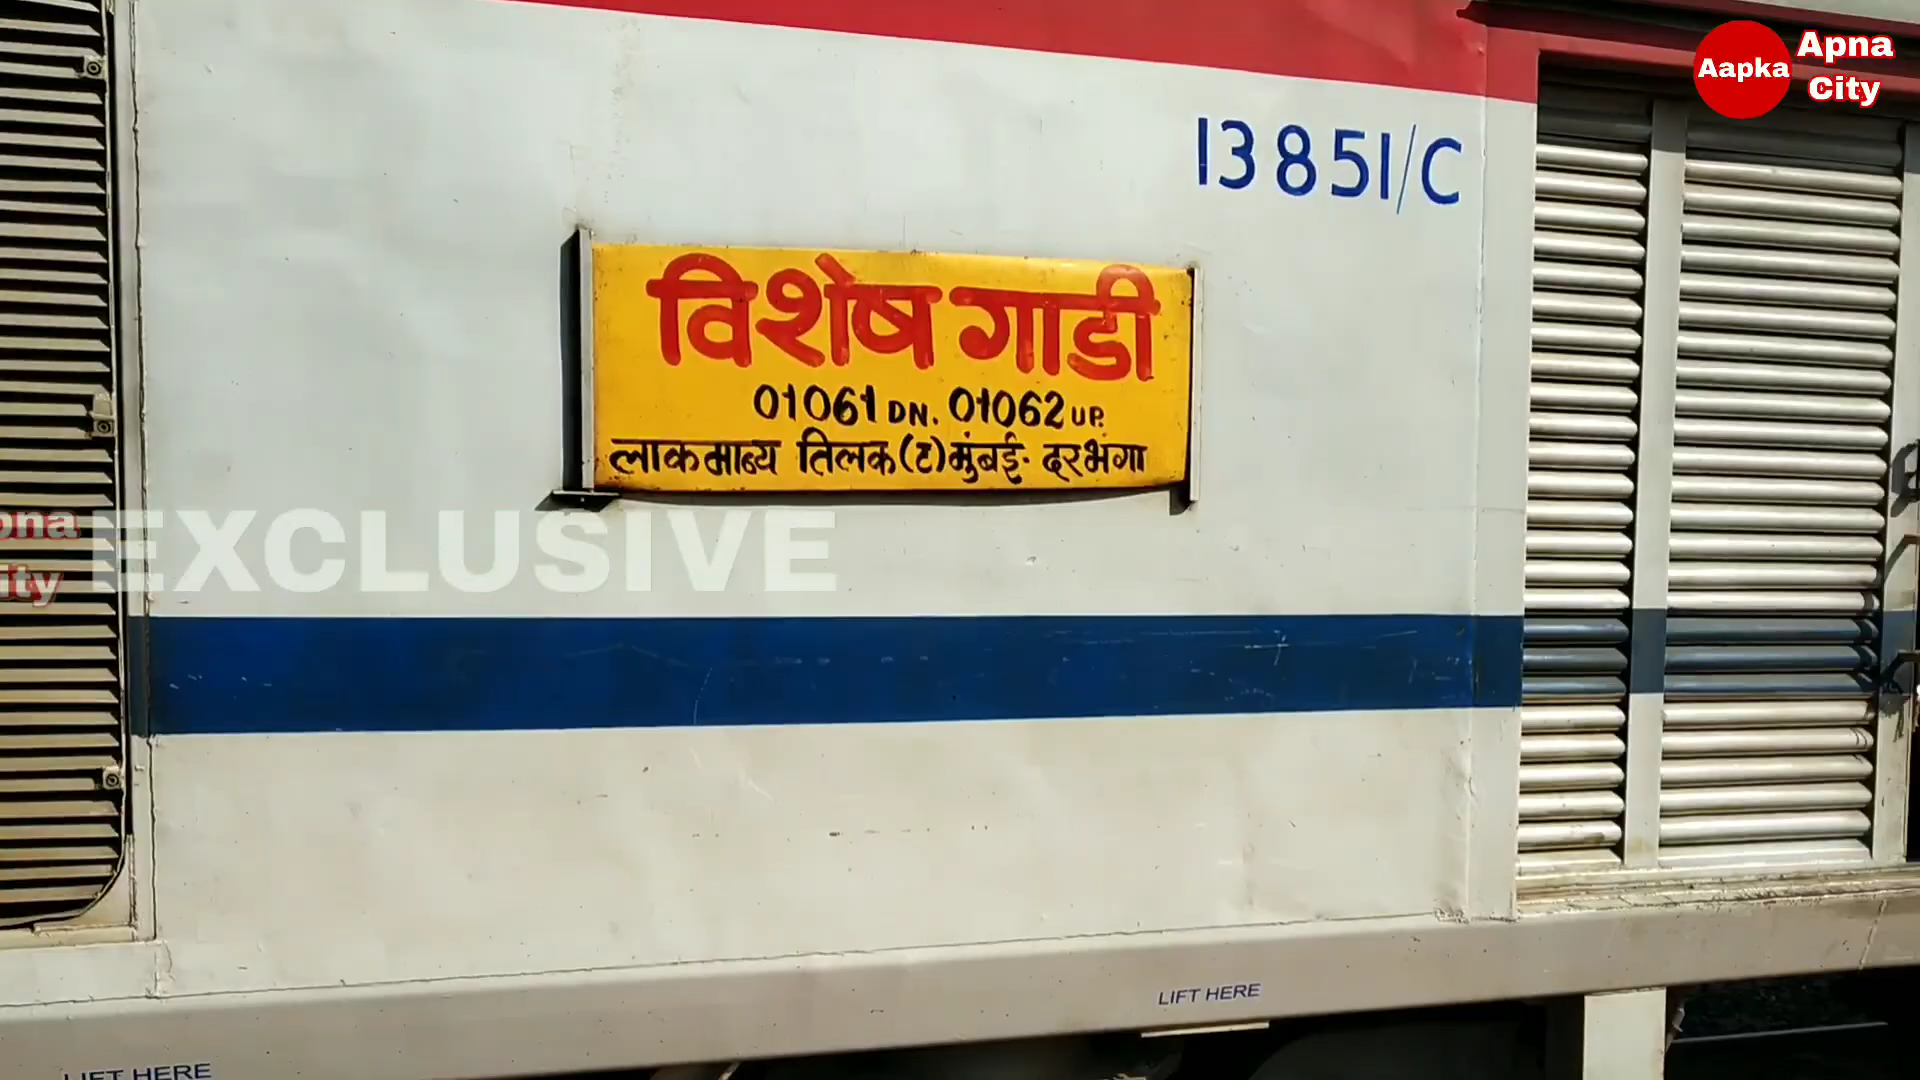 Aapka Apna
City
13851/C
विशेष गाडी
01061 DN. 01062 UP.
लाकमाब्य तिलक (ट) मुंबई- दरभंगा
EXCLUSIVE
LIFT HERE
LIFT HERE